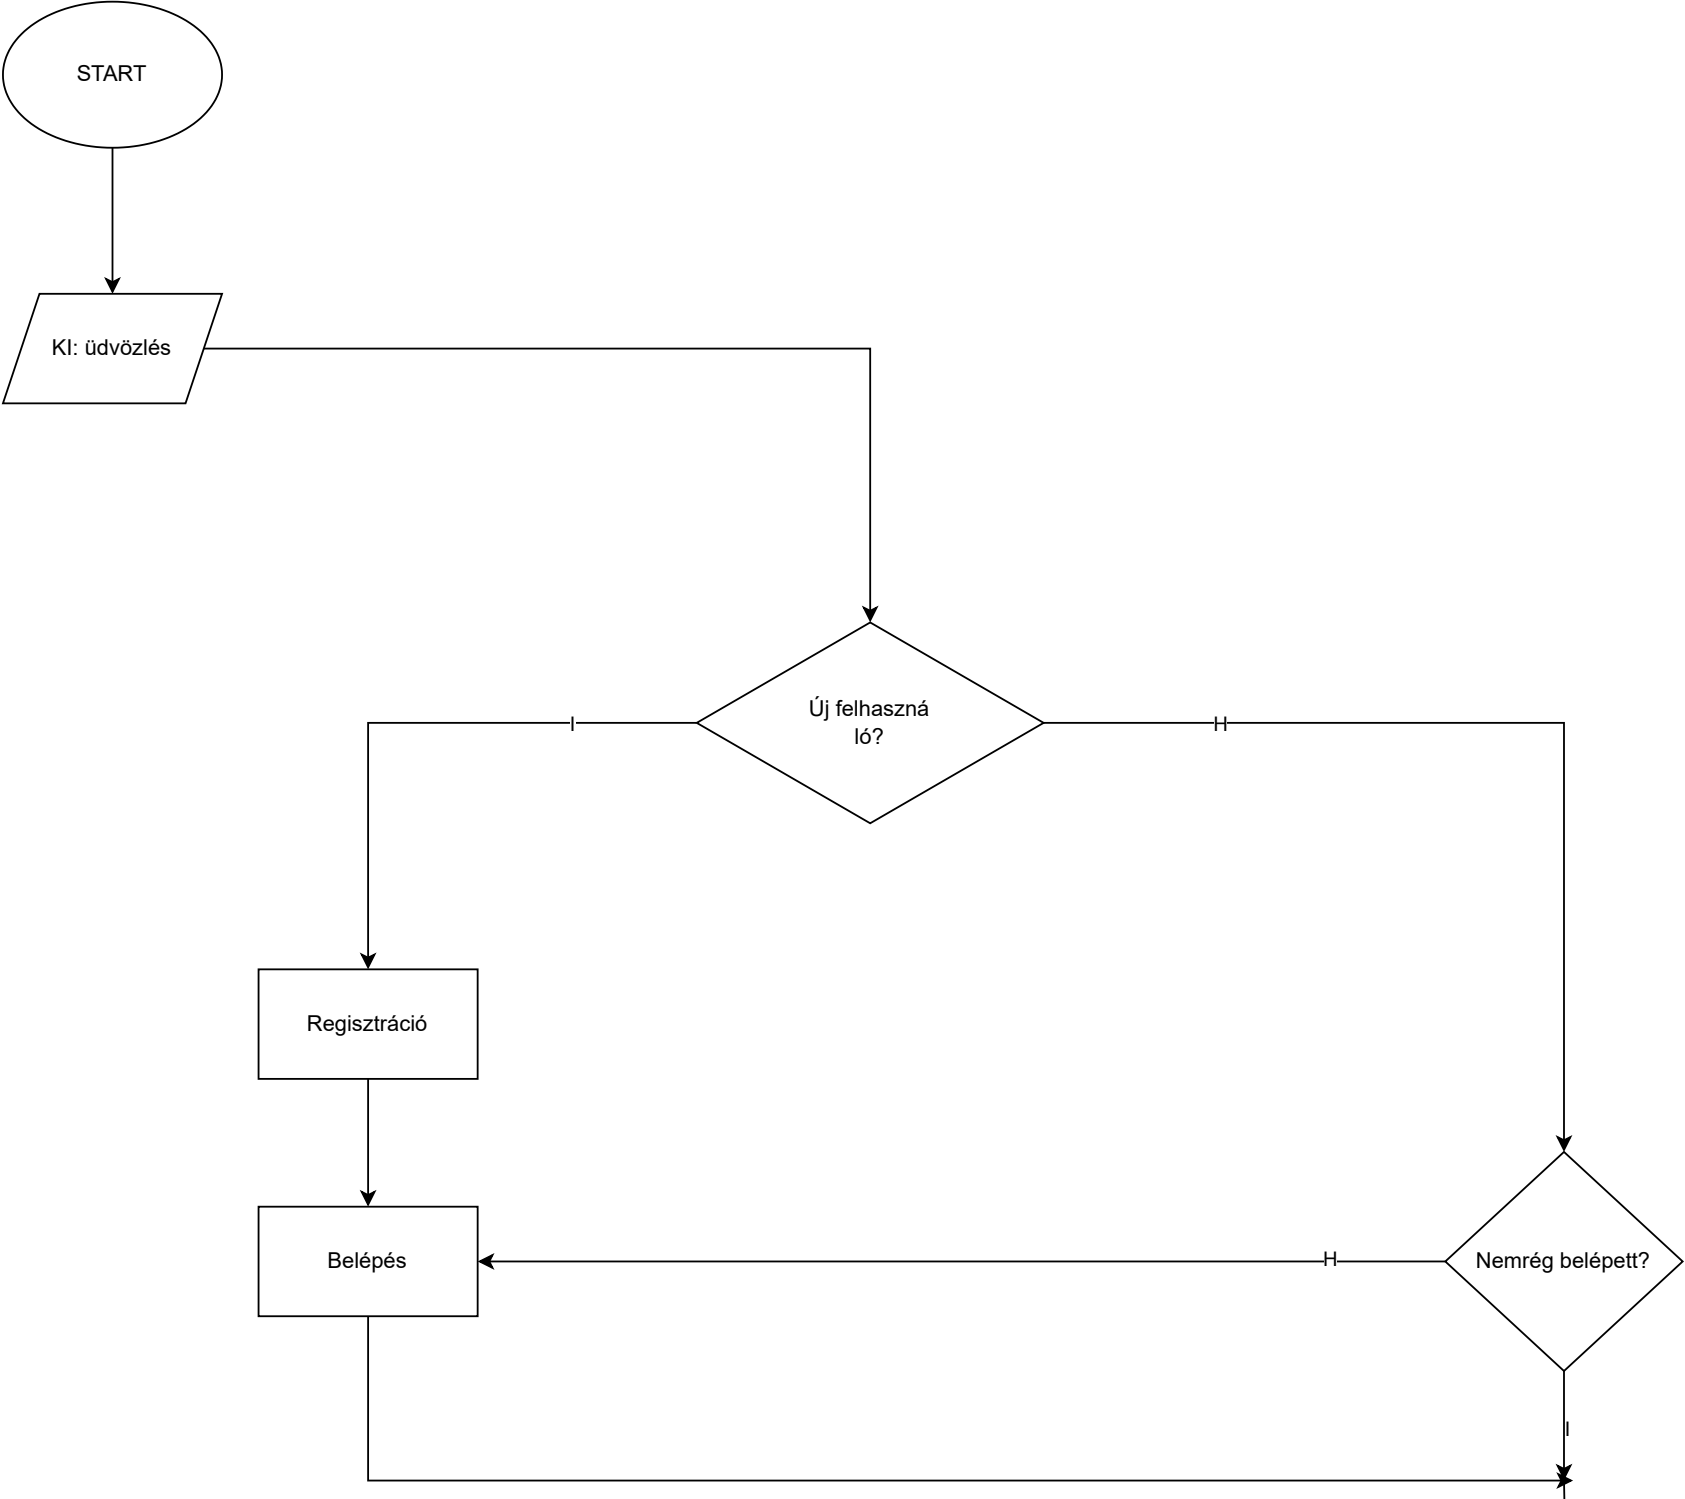 START
KI: üdvözlés
Új felhaszná
ló?
I
H
Regisztráció
Belépés
H
Nemrég belépett?
I